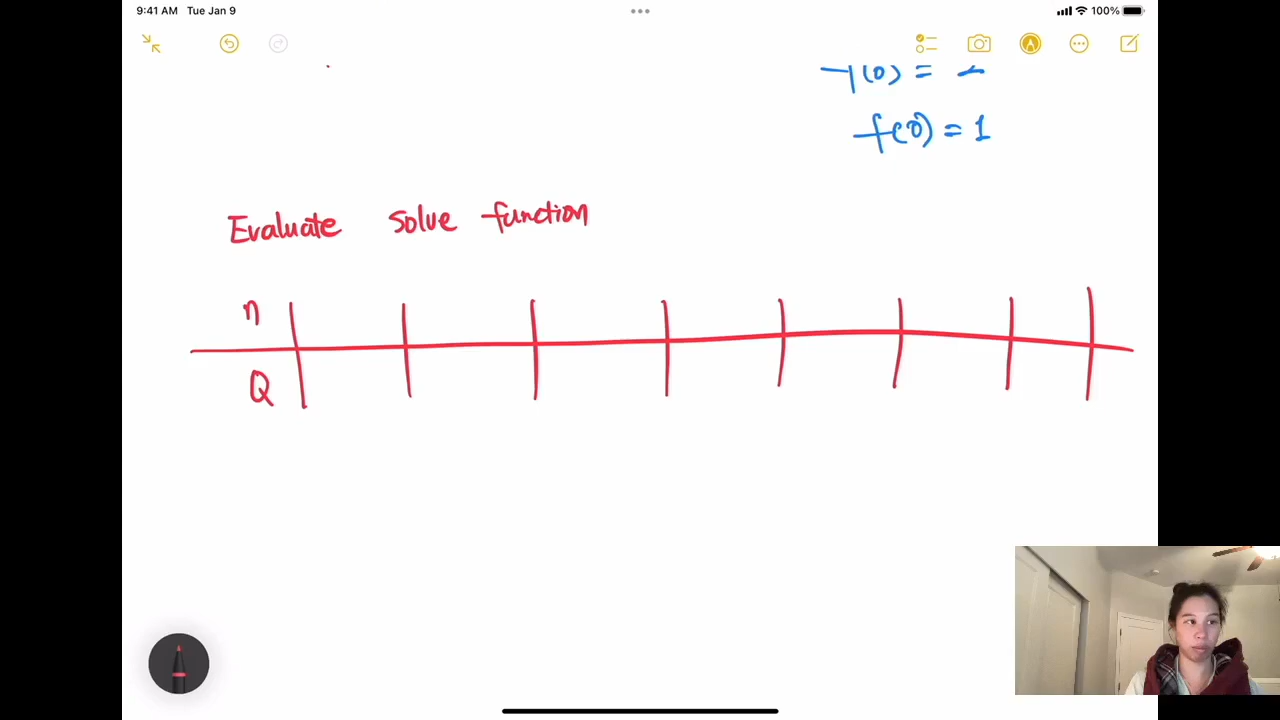 9:41 AM Tue Jan 9
100%
f(0) = 1
Evaluate solve function
n
Q